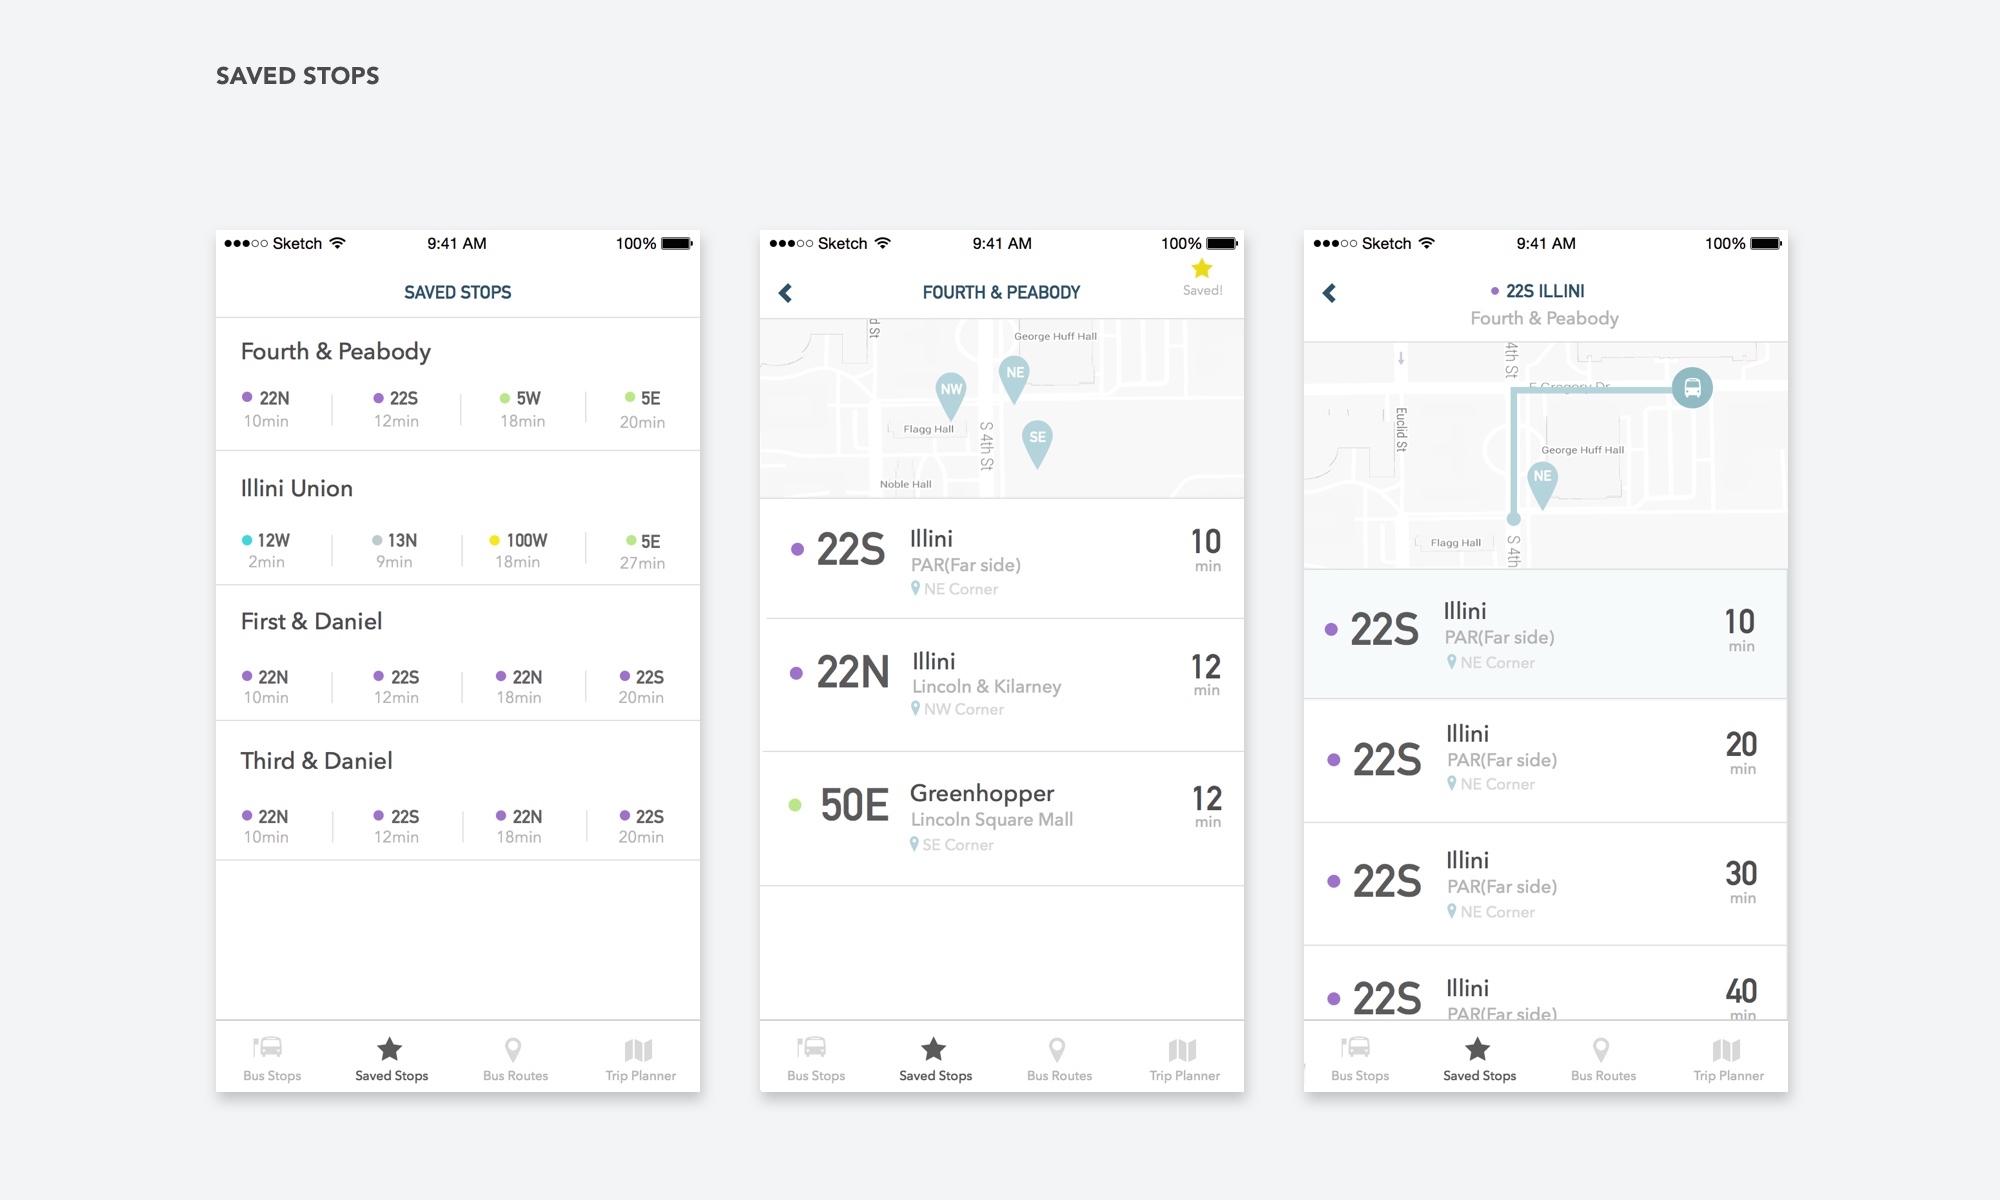 SAVED STOPS
Sketch 9:41 AM 100%
SAVED STOPS
Fourth & Peabody
22N 22S 5W 5E
10min 12min 18min 20min
Illini Union
12W 13N 100W 5E
2min 9min 18min 27min
First & Daniel
22N 22S 22N 22S
10min 12min 18min 20min
Third & Daniel
22N 22S 22N 22S
10min 12min 18min 20min
Bus Stops Saved Stops Bus Routes Trip Planner
Sketch 9:41 AM 100%
FOURTH & PEABODY
Saved!
d St
George Huff Hall
NE
NW
Flagg Hall
S 4th St
SE
Noble Hall
22S Illini 10
PAR(Far side) min
NE Corner
22N Illini 12
Lincoln & Kilarney min
NW Corner
50E Greenhopper 12
Lincoln Square Mall min
SE Corner
Bus Stops Saved Stops Bus Routes Trip Planner
Sketch 9:41 AM 100%
22S ILLINI
Fourth & Peabody
4th St
E Gregory Dr
Euclid St
George Huff Hall
NE
Flagg Hall
S 4th
22S Illini 10
PAR(Far side) min
NE Corner
22S Illini 20
PAR(Far side) min
NE Corner
22S Illini 30
PAR(Far side) min
NE Corner
22S Illini 40
PAR(Far side) min
Bus Stops Saved Stops Bus Routes Trip Planner